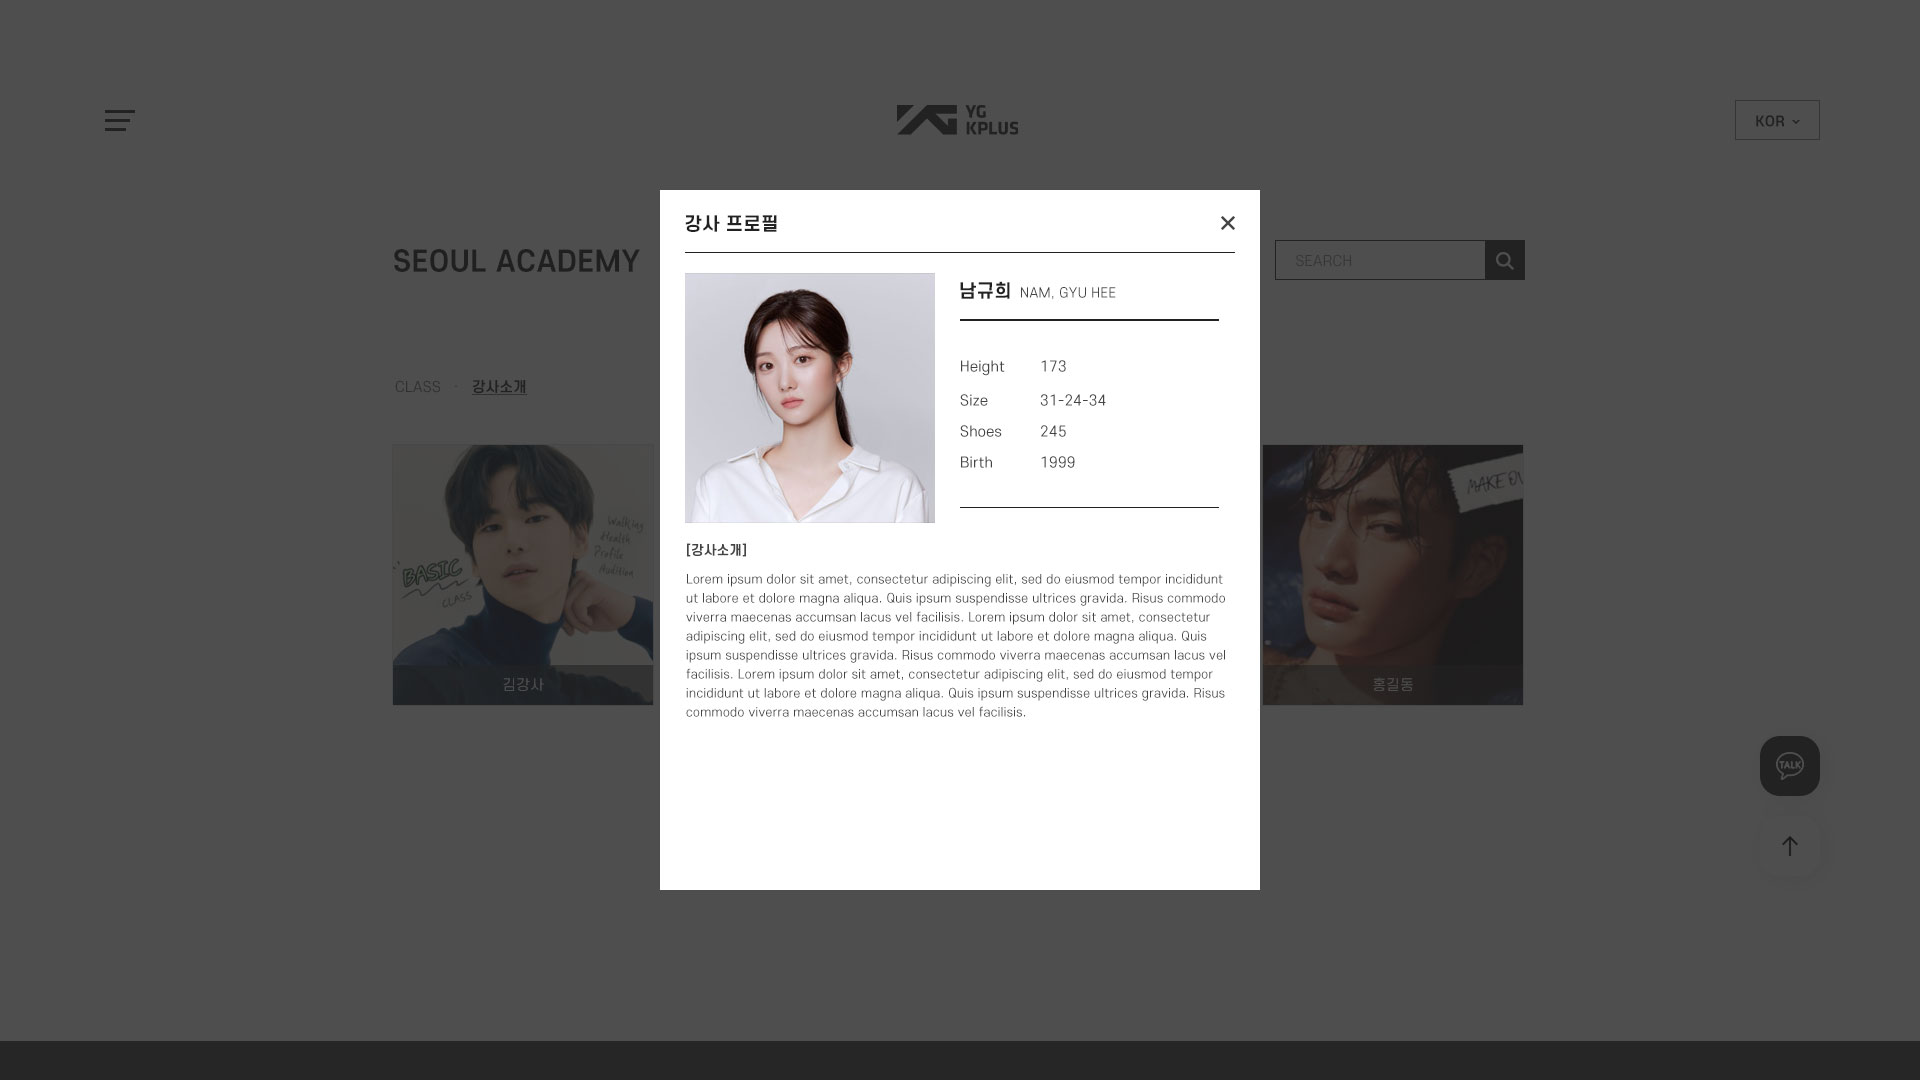 YG
KPLUS
KOR
SEOUL ACADEMY
SEARCH
CLASS · 강사소개
강사 프로필
남규희 NAM, GYU HEE
Height 173
Size 31-24-34
Shoes 245
Birth 1999
[강사소개]
Lorem ipsum dolor sit amet, consectetur adipiscing elit, sed do eiusmod tempor incididunt
ut labore et dolore magna aliqua. Quis ipsum suspendisse ultrices gravida. Risus commodo
viverra maecenas accumsan lacus vel facilisis. Lorem ipsum dolor sit amet, consectetur
adipiscing elit, sed do eiusmod tempor incididunt ut labore et dolore magna aliqua. Quis
ipsum suspendisse ultrices gravida. Risus commodo viverra maecenas accumsan lacus vel
facilisis. Lorem ipsum dolor sit amet, consectetur adipiscing elit, sed do eiusmod tempor
incididunt ut labore et dolore magna aliqua. Quis ipsum suspendisse ultrices gravida. Risus
commodo viverra maecenas accumsan lacus vel facilisis.
BASIC
CLASS
Walking
Health
Profile
Audition
김강사
MAKE OV
홍길동
TALK